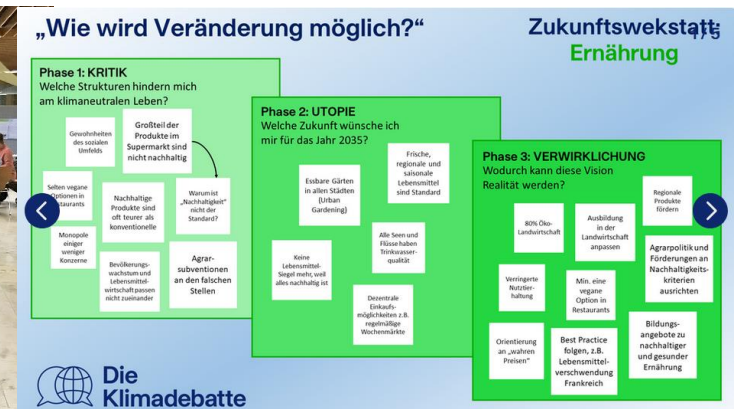 „Wie wird Veränderung möglich?“
Zukunftswekstatt:
Ernährung
1/5
Phase 1: KRITIK
Welche Strukturen hindern mich
am klimaneutralen Leben?
Gewohnheiten
des sozialen
Umfelds
Großteil der
Produkte im
Supermarkt sind
nicht nachhaltig
Selten vegane
Optionen in
Restaurants
Nachhaltige
Produkte sind
oft teurer als
konventionelle
Warum ist
„Nachhaltigkeit“
nicht der
Standard?
Monopole
einiger
weniger
Konzerne
Bevölkerungs-
wachstum und
Lebensmittel-
wirtschaft passen
nicht zueinander
Agrar-
subventionen
an den falschen
Stellen
Phase 2: UTOPIE
Welche Zukunft wünsche ich
mir für das Jahr 2035?
Essbare Gärten
in allen Städten
(Urban
Gardening)
Frische,
regionale und
saisonale
Lebensmittel
sind Standard
Keine
Lebensmittel-
Siegel mehr, weil
alles nachhaltig ist
Alle Seen und
Flüsse haben
Trinkwasser-
qualität
Dezentrale
Einkaufs-
möglichkeiten z.B.
regelmäßige
Wochenmärkte
Phase 3: VERWIRKLICHUNG
Wodurch kann diese Vision
Realität werden?
80% Öko-
Landwirtschaft
Ausbildung
in der
Landwirtschaft
anpassen
Regionale
Produkte
fördern
Verringerte
Nutztier-
haltung
Min. eine
vegane
Option in
Restaurants
Agrarpolitik und
Förderungen an
Nachhaltigkeits-
kriterien
ausrichten
Orientierung
an „wahren
Preisen“
Best Practice
folgen, z.B.
Lebensmittel-
verschwendung
Frankreich
Bildungs-
angebote zu
nachhaltiger
und gesunder
Ernährung
Die
Klimadebatte